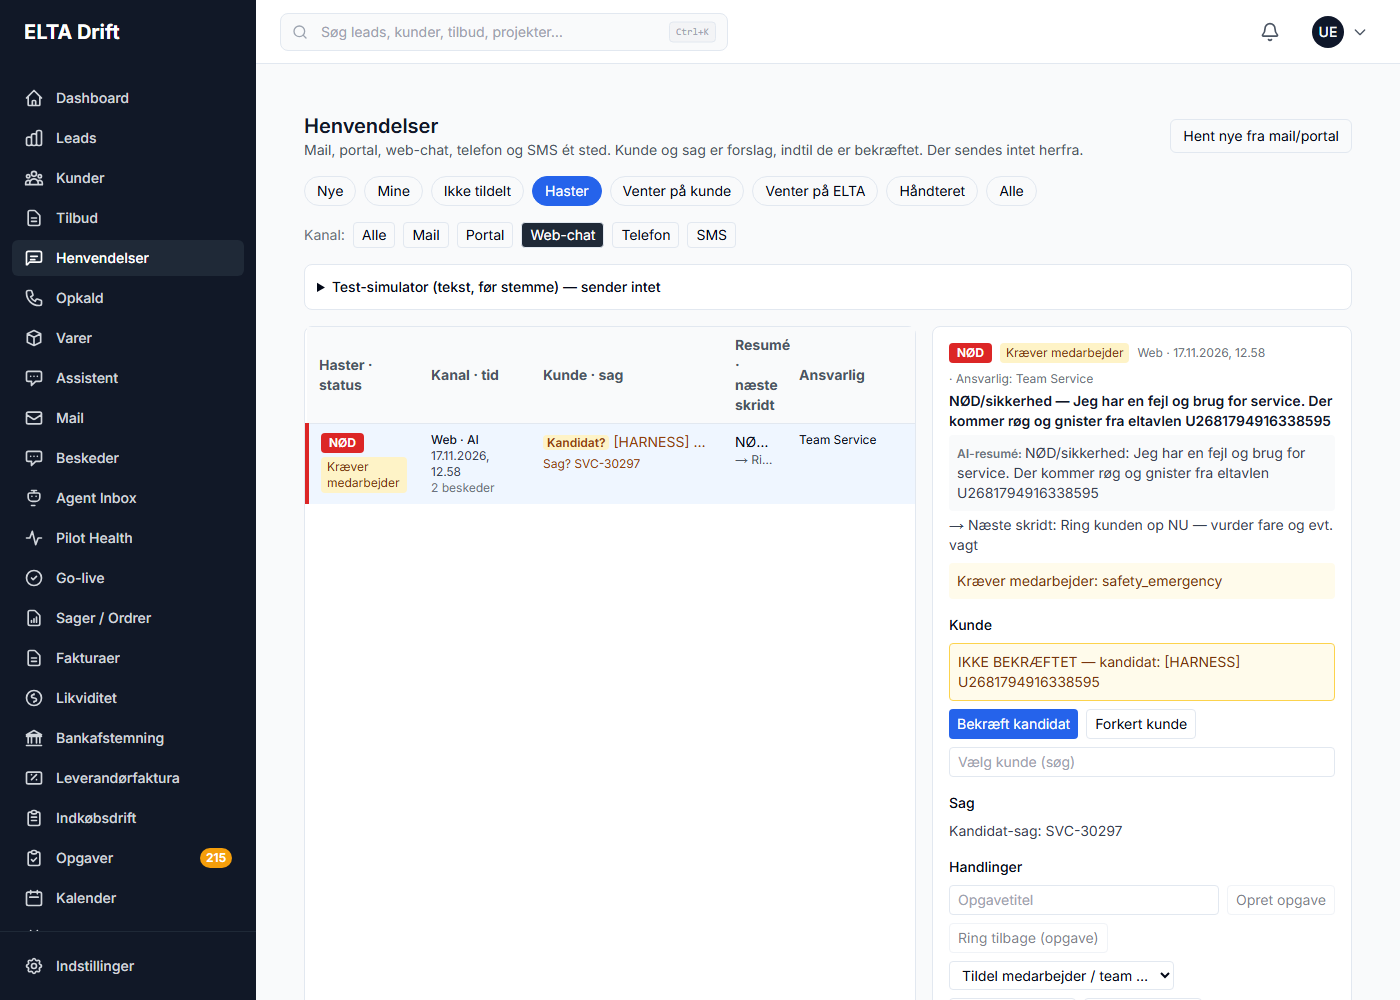 ELTA Drift
Søg leads, kunder, tilbud, projekter...
Ctrl+K
UE
Dashboard
Leads
Kunder
Tilbud
Henvendelser
Opkald
Varer
Assistent
Mail
Beskeder
Agent Inbox
Pilot Health
Go-live
Sager / Ordrer
Fakturaer
Likviditet
Bankafstemning
Leverandørfaktura
Indkøbsdrift
Opgaver 215
Kalender
Indstillinger
Henvendelser
Mail, portal, web-chat, telefon og SMS ét sted. Kunde og sag er forslag, indtil de er bekræftet. Der sendes intet herfra.
Hent nye fra mail/portal
Nye Mine Ikke tildelt Haster Venter på kunde Venter på ELTA Håndteret Alle
Kanal: Alle Mail Portal Web-chat Telefon SMS
Test-simulator (tekst, før stemme) — sender intet
Haster ·
status
Kanal · tid
Kunde · sag
Resumé
·
næste
skridt
Ansvarlig
NØD
Kræver
medarbejder
Web · AI
17.11.2026,
12.58
2 beskeder
Kandidat? [HARNESS] ...
Sag? SVC-30297
NØ...
→ Ri...
Team Service
NØD Kræver medarbejder Web · 17.11.2026, 12.58
· Ansvarlig: Team Service
NØD/sikkerhed — Jeg har en fejl og brug for service. Der
kommer røg og gnister fra eltavlen U2681794916338595
AI-resumé: NØD/sikkerhed: Jeg har en fejl og brug for
service. Der kommer røg og gnister fra eltavlen
U2681794916338595
→ Næste skridt: Ring kunden op NU — vurder fare og evt.
vagt
Kræver medarbejder: safety_emergency
Kunde
IKKE BEKRÆFTET — kandidat: [HARNESS]
U2681794916338595
Bekræft kandidat Forkert kunde
Vælg kunde (søg)
Sag
Kandidat-sag: SVC-30297
Handlinger
Opgavetitel Opret opgave
Ring tilbage (opgave)
Tildel medarbejder / team ...